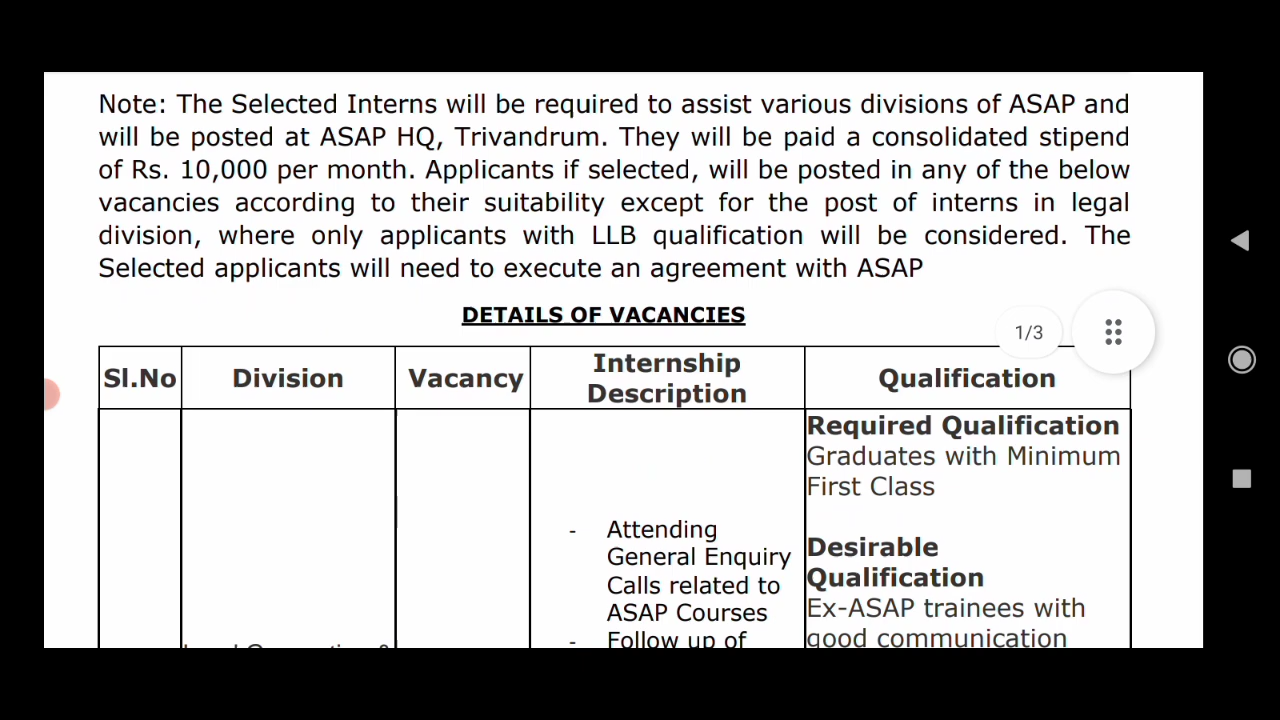 Note: The Selected Interns will be required to assist various divisions of ASAP and
will be posted at ASAP HQ, Trivandrum. They will be paid a consolidated stipend
of Rs. 10,000 per month. Applicants if selected, will be posted in any of the below
vacancies according to their suitability except for the post of interns in legal
division, where only applicants with LLB qualification will be considered. The
Selected applicants will need to execute an agreement with ASAP
DETAILS OF VACANCIES
1/3
Sl.No
Division
Vacancy
Internship
Description
Qualification
- Attending
General Enquiry
Calls related to
ASAP Courses
- Follow up of
Required Qualification
Graduates with Minimum
First Class
Desirable
Qualification
Ex-ASAP trainees with
good communication